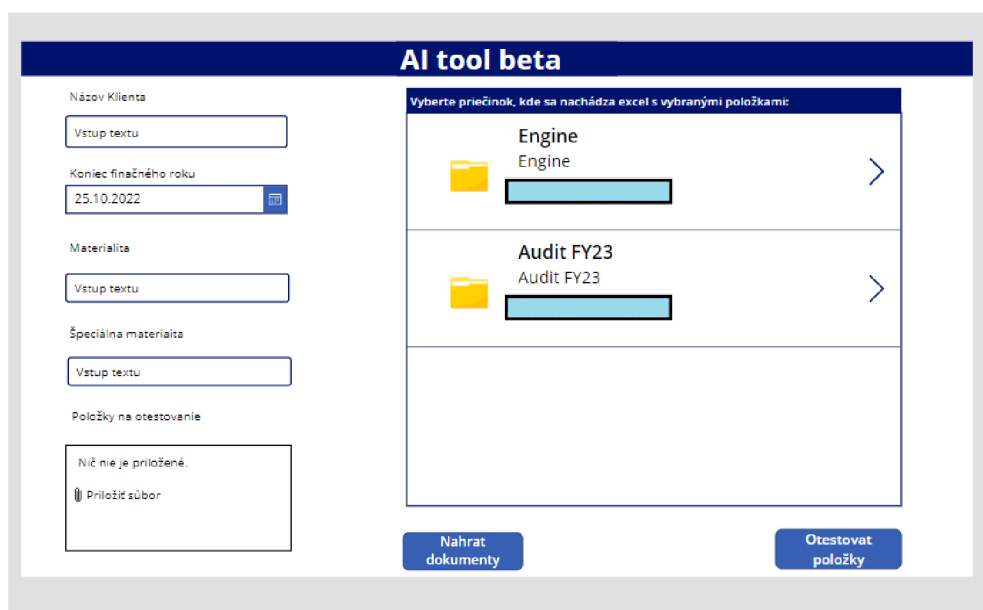 AI tool beta
Názov Klienta
Vstup textu
Koniec finačného roku
25.10.2022
Materialita
Vstup textu
Špeciálna materiaita
Vstup textu
Položky na otestovanie
Nič nie je priložené.
Priložiť súbor
Vyberte priečinok, kde sa nachádza excel s vybranými položkami:
Engine
Engine
Audit FY23
Audit FY23
Nahrat
dokumenty
Otestovat
položky